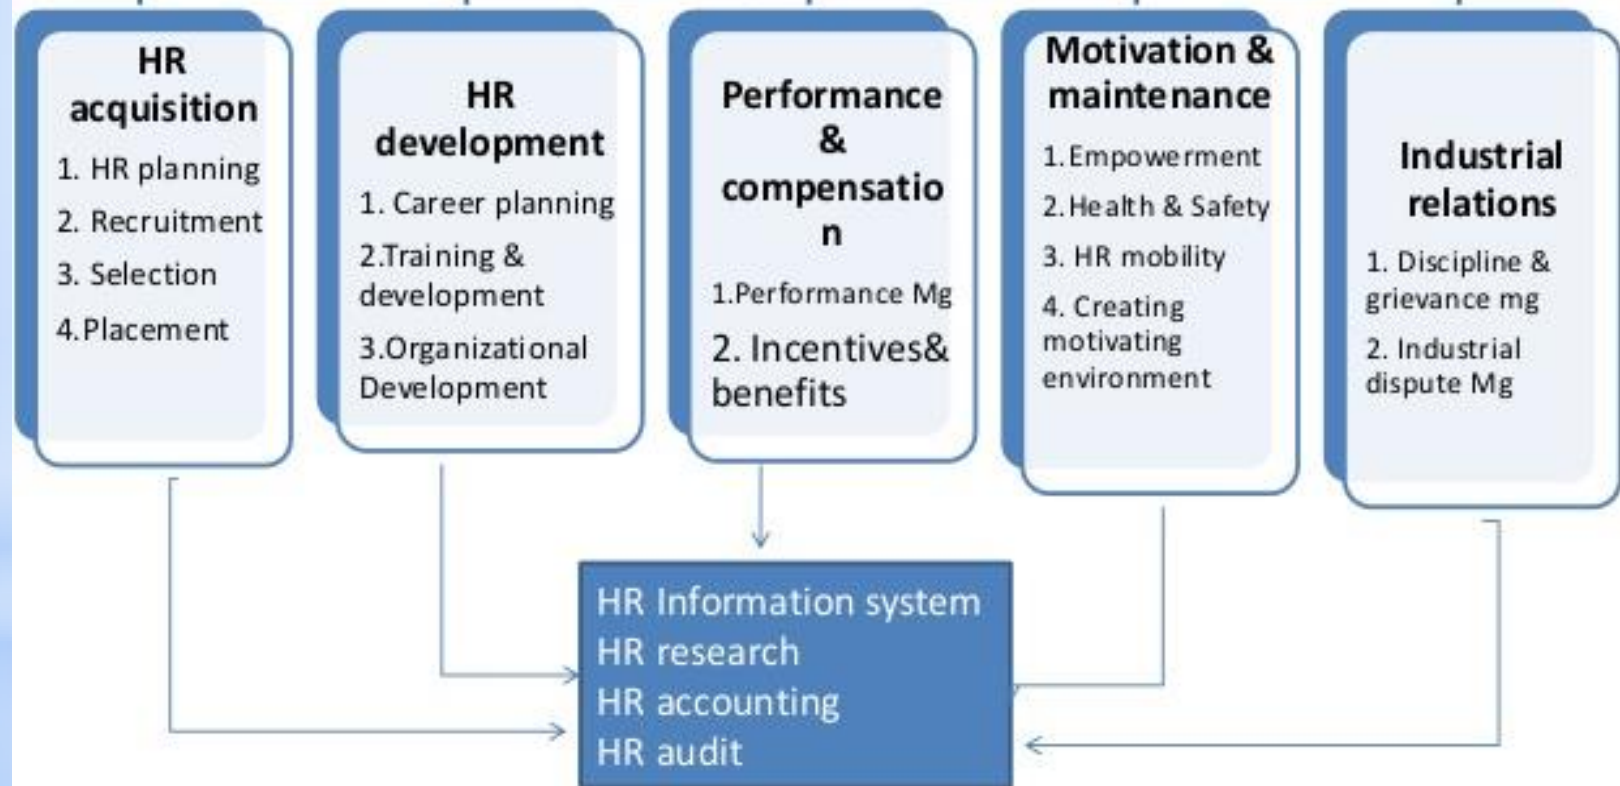 HR
acquisition
1. HR planning
2. Recruitment
3. Selection
4.Placement
HR
development
1. Career planning
2.Training &
development
3.Organizational
Development
Performance
&
compensatio
n
1.Performance Mg
2. Incentives&
benefits
Motivation &
maintenance
1.Empowerment
2.Health & Safety
3. HR mobility
4. Creating
motivating
environment
Industrial
relations
1. Discipline &
grievance mg
2. Industrial
dispute Mg
HR Information system
HR research
HR accounting
HR audit